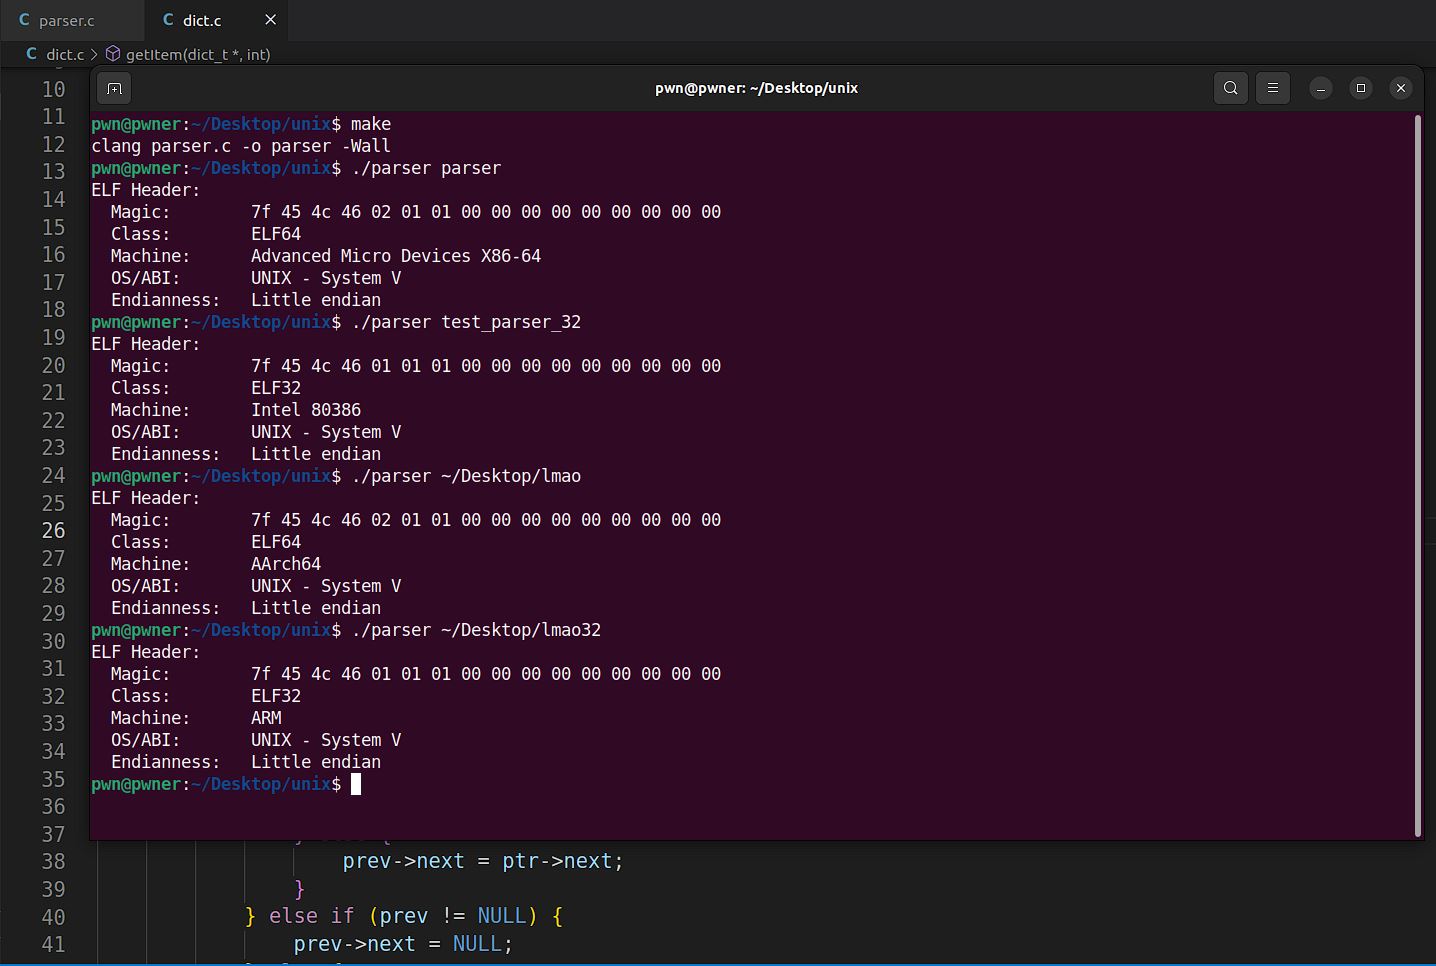 C parser.c
C dict.c ×
C dict.c > getItem(dict_t *, int)
pwn@pwner: ~/Desktop/unix
10
11
12
13
14
15
16
17
18
19
20
21
22
23
24
25
26
27
28
29
30
31
32
33
34
35
36
37
38
39
40
41
pwn@pwner:~/Desktop/unix$ make
clang parser.c -o parser -Wall
pwn@pwner:~/Desktop/unix$ ./parser parser
ELF Header:
  Magic:        7f 45 4c 46 02 01 01 00 00 00 00 00 00 00 00 00
  Class:        ELF64
  Machine:      Advanced Micro Devices X86-64
  OS/ABI:       UNIX - System V
  Endianness:   Little endian
pwn@pwner:~/Desktop/unix$ ./parser test_parser_32
ELF Header:
  Magic:        7f 45 4c 46 01 01 01 00 00 00 00 00 00 00 00 00
  Class:        ELF32
  Machine:      Intel 80386
  OS/ABI:       UNIX - System V
  Endianness:   Little endian
pwn@pwner:~/Desktop/unix$ ./parser ~/Desktop/lmao
ELF Header:
  Magic:        7f 45 4c 46 02 01 01 00 00 00 00 00 00 00 00 00
  Class:        ELF64
  Machine:      AArch64
  OS/ABI:       UNIX - System V
  Endianness:   Little endian
pwn@pwner:~/Desktop/unix$ ./parser ~/Desktop/lmao32
ELF Header:
  Magic:        7f 45 4c 46 01 01 01 00 00 00 00 00 00 00 00 00
  Class:        ELF32
  Machine:      ARM
  OS/ABI:       UNIX - System V
  Endianness:   Little endian
pwn@pwner:~/Desktop/unix$
prev->next = ptr->next;
}
} else if (prev != NULL) {
prev->next = NULL;